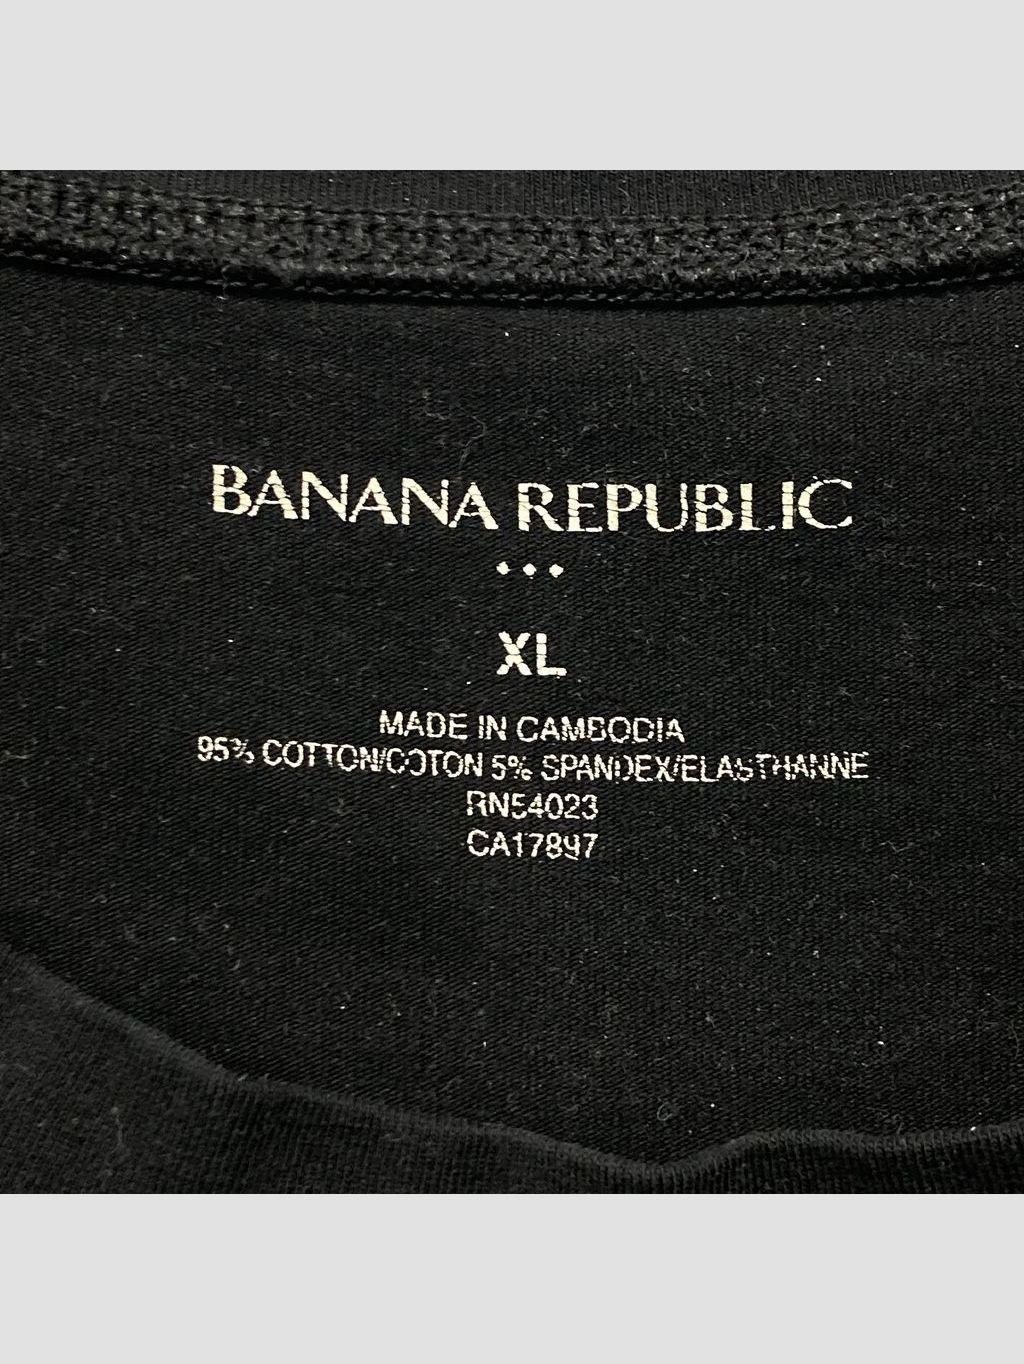 BANANA REPUBLIC
XL
MADE IN CAMBODIA
95% COTTON/COTON 5% SPANDEX/ELASTHANNE
RN54023
CA17897